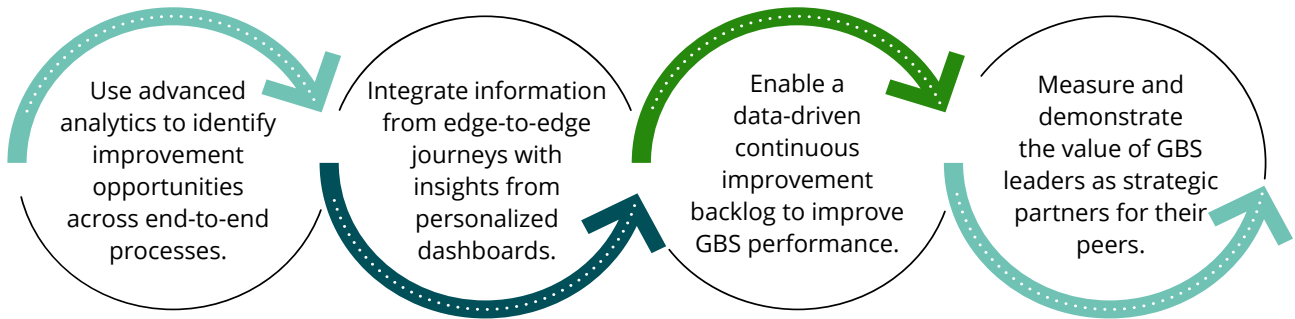 Use advanced
analytics to identify
improvement
opportunities
across end-to-end
processes.
Integrate information
from edge-to-edge
journeys with
insights from
personalized
dashboards.
Enable a
data-driven
continuous
improvement
backlog to improve
GBS performance.
Measure and
demonstrate
the value of GBS
leaders as strategic
partners for their
peers.